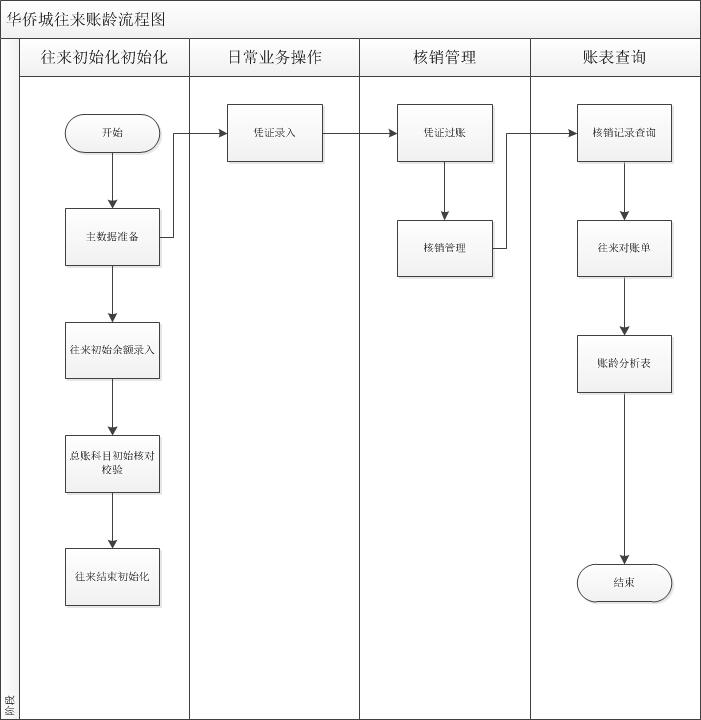 华侨城往来账龄流程图
往来初始化初始化
日常业务操作
核销管理
账表查询
开始
凭证录入
凭证过账
核销记录查询
主数据准备
核销管理
往来对账单
往来初始余额录入
账龄分析表
总账科目初始核对
校验
往来结束初始化
结束
阶段